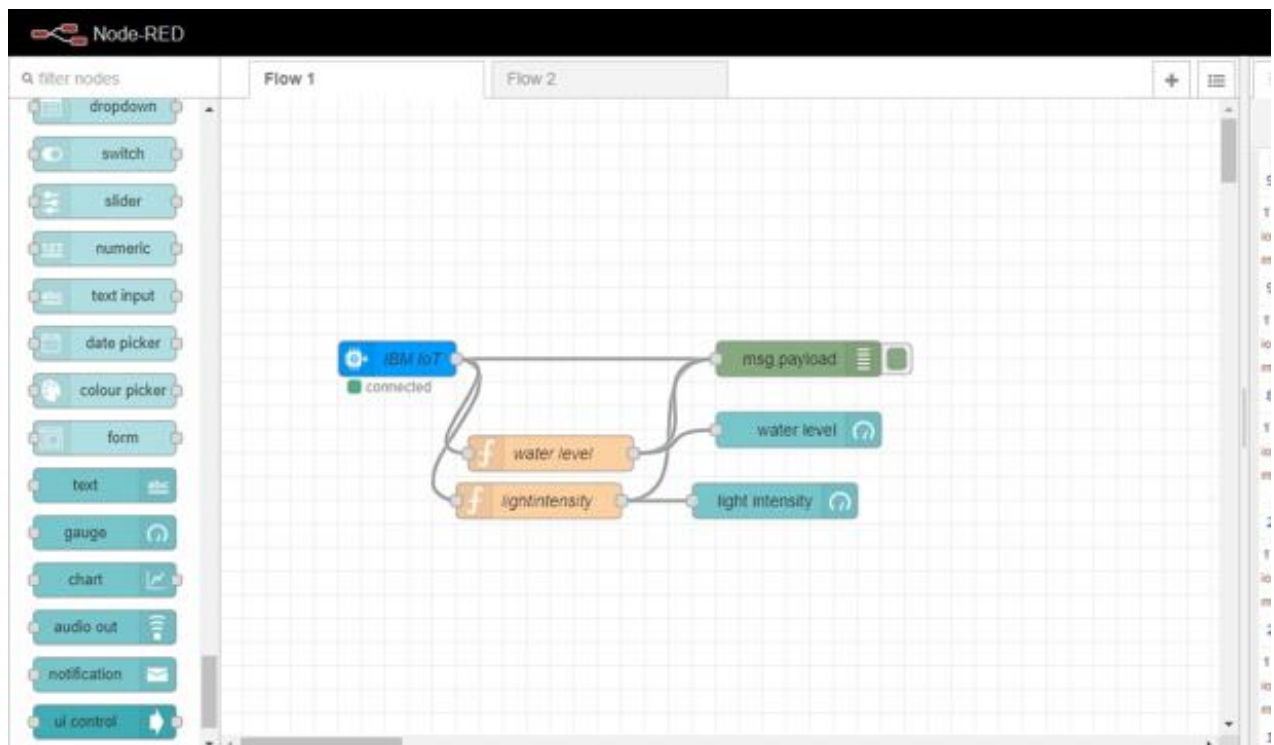 Node-RED
filter nodes
Flow 1
Flow 2
dropdown
switch
slider
numeric
text input
date picker
colour picker
form
text
abc
gauge
chart
audio out
notification
ui control
IBM IoT
connected
msg.payload
water level
water level
lightintensity
light intensity